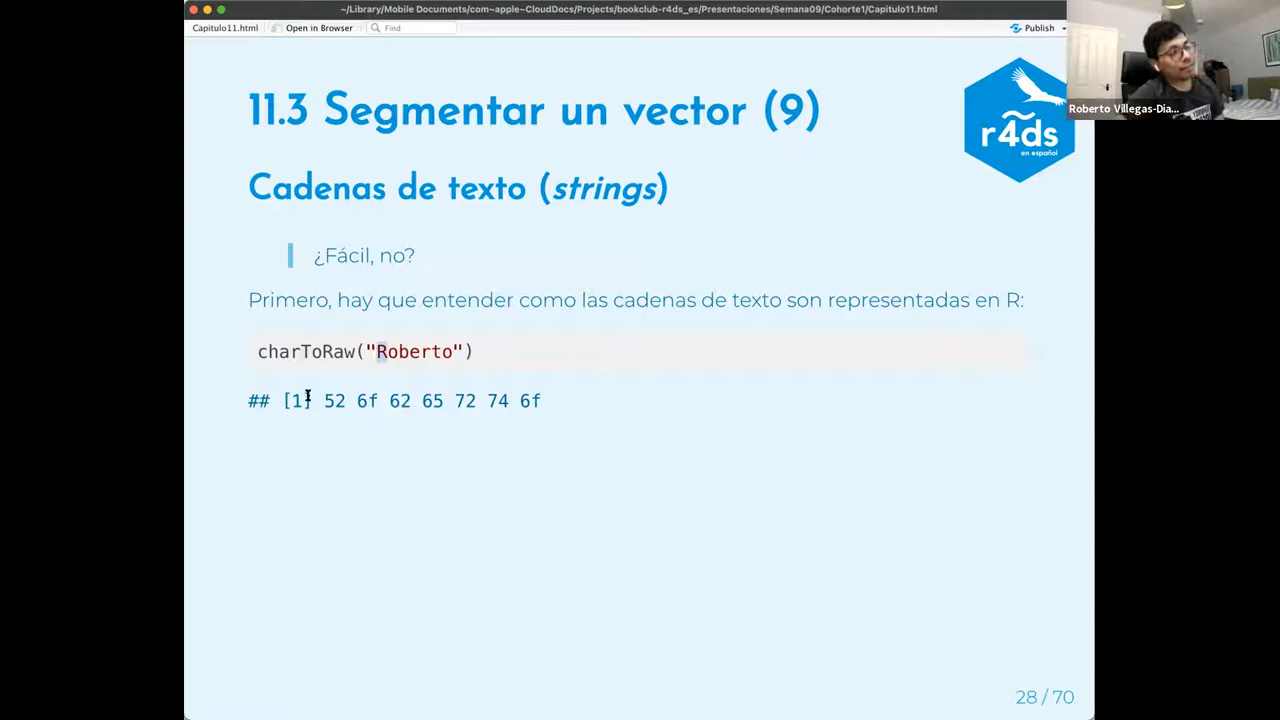 ~/Library/Mobile Documents/com~apple~CloudDocs/Projects/bookclub-r4ds_es/Presentaciones/Semana09/Cohorte1/Capitulo11.html
Capitulo11.html
Open in Browser
Find
Publish
Roberto Villegas-Dia...
11.3 Segmentar un vector (9)
r4ds
en español
Cadenas de texto (strings)
¿Fácil, no?
Primero, hay que entender como las cadenas de texto son representadas en R:
charToRaw("Roberto")
## [1] 52 6f 62 65 72 74 6f
28 / 70